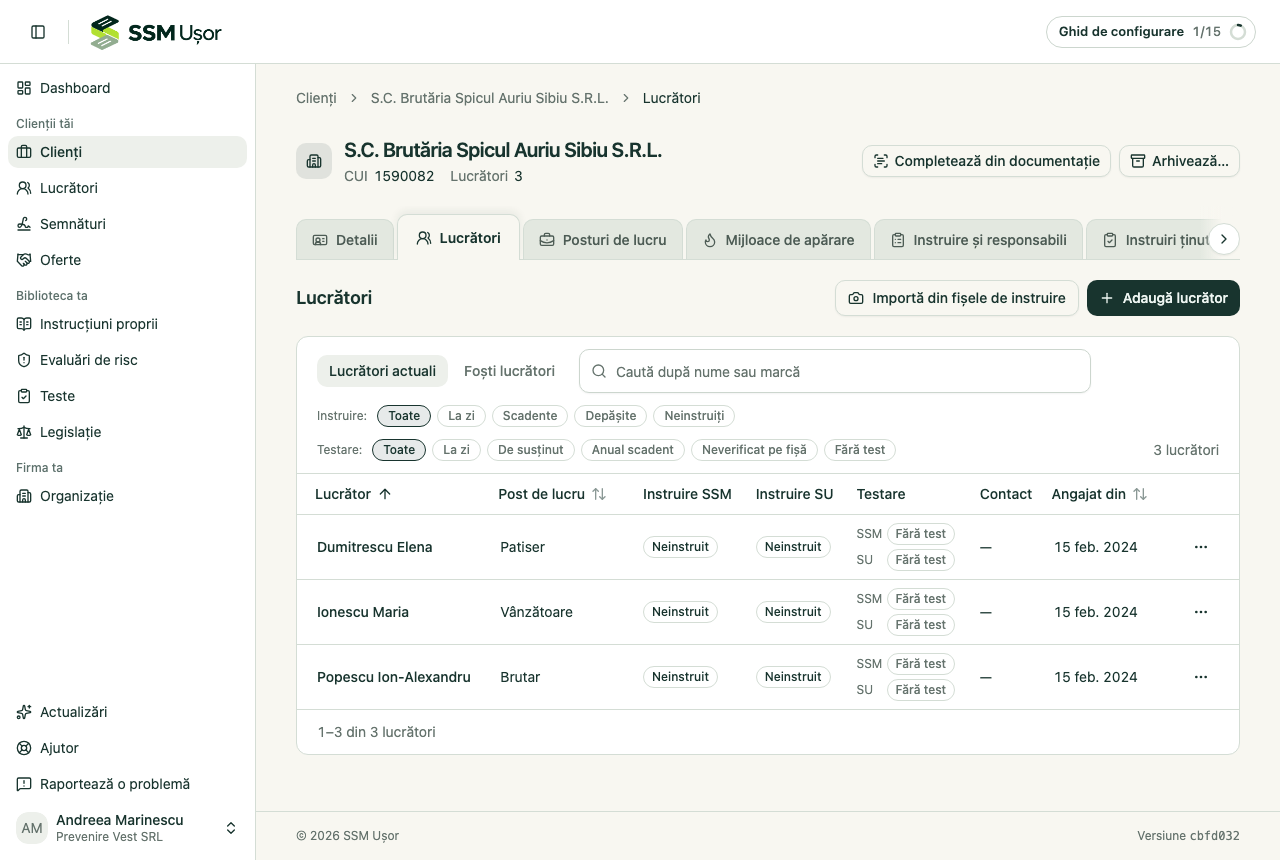 SSM Ușor
Ghid de configurare 1/15
Dashboard
Clienții tăi
Clienți
Lucrători
Semnături
Oferte
Biblioteca ta
Instrucțiuni proprii
Evaluări de risc
Teste
Legislație
Firma ta
Organizație
Actualizări
Ajutor
Raportează o problemă
AM
Andreea Marinescu
Prevenire Vest SRL
Clienți
S.C. Brutăria Spicul Auriu Sibiu S.R.L.
Lucrători
S.C. Brutăria Spicul Auriu Sibiu S.R.L.
CUI 1590082 Lucrători 3
Completează din documentație
Arhivează...
Detalii
Lucrători
Posturi de lucru
Mijloace de apărare
Instruire și responsabili
Instruiri ținut
Lucrători
Importă din fișele de instruire
Adaugă lucrător
Lucrători actuali
Foști lucrători
Caută după nume sau marcă
Instruire: Toate La zi Scadente Depășite Neinstruiți
Testare: Toate La zi De susținut Anual scadent Neverificat pe fișă Fără test
3 lucrători
Lucrător Post de lucru Instruire SSM Instruire SU Testare Contact Angajat din
Dumitrescu Elena Patiser Neinstruit Neinstruit SSM Fără test SU Fără test — 15 feb. 2024
Ionescu Maria Vânzătoare Neinstruit Neinstruit SSM Fără test SU Fără test — 15 feb. 2024
Popescu Ion-Alexandru Brutar Neinstruit Neinstruit SSM Fără test SU Fără test — 15 feb. 2024
1–3 din 3 lucrători
© 2026 SSM Ușor
Versiune cbfd032